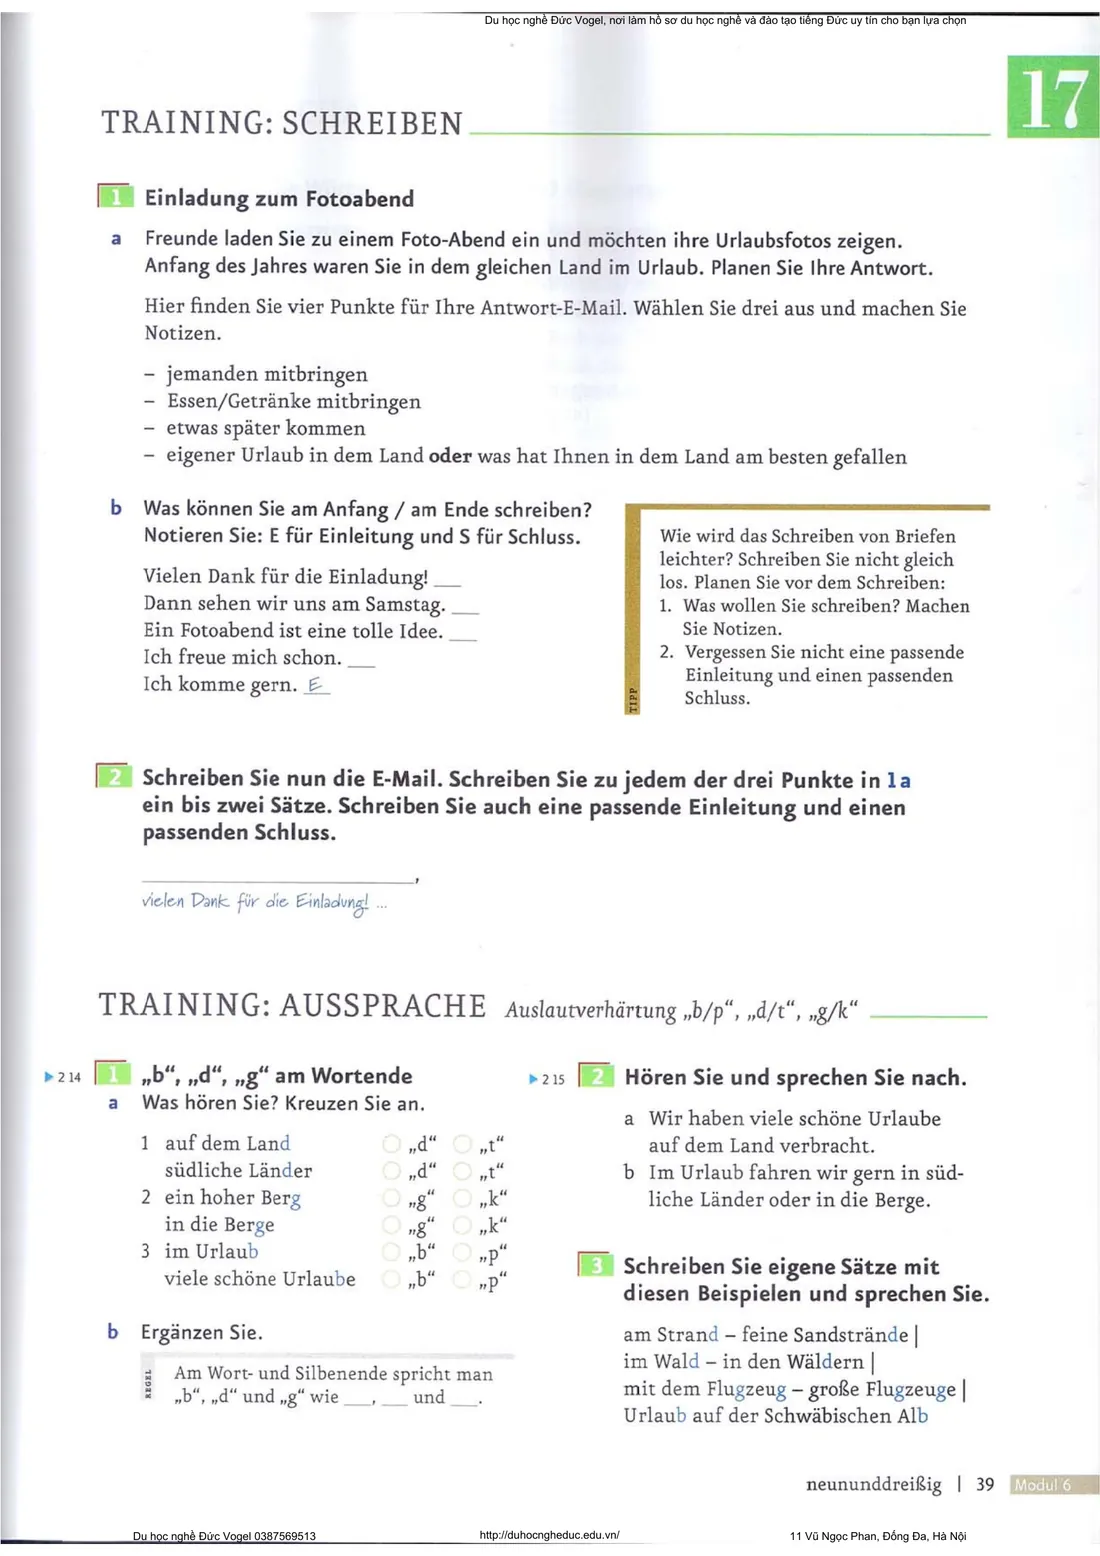 Du học nghề Đức Vogel, nơi làm hồ sơ du học nghề và đào tạo tiếng Đức uy tín cho bạn lựa chọn
17
TRAINING: SCHREIBEN
1 Einladung zum Fotoabend
a Freunde laden Sie zu einem Foto-Abend ein und möchten ihre Urlaubsfotos zeigen.
Anfang des Jahres waren Sie in dem gleichen Land im Urlaub. Planen Sie Ihre Antwort.
Hier finden Sie vier Punkte für Ihre Antwort-E-Mail. Wählen Sie drei aus und machen Sie
Notizen.
– jemanden mitbringen
– Essen/Getränke mitbringen
– etwas später kommen
– eigener Urlaub in dem Land oder was hat Ihnen in dem Land am besten gefallen
b Was können Sie am Anfang / am Ende schreiben?
Notieren Sie: E für Einleitung und S für Schluss.
Vielen Dank für die Einladung! __
Dann sehen wir uns am Samstag. __
Ein Fotoabend ist eine tolle Idee. __
Ich freue mich schon. __
Ich komme gern. E
TIPP
Wie wird das Schreiben von Briefen
leichter? Schreiben Sie nicht gleich
los. Planen Sie vor dem Schreiben:
1. Was wollen Sie schreiben? Machen
Sie Notizen.
2. Vergessen Sie nicht eine passende
Einleitung und einen passenden
Schluss.
2 Schreiben Sie nun die E-Mail. Schreiben Sie zu jedem der drei Punkte in 1a
ein bis zwei Sätze. Schreiben Sie auch eine passende Einleitung und einen
passenden Schluss.
____________________,
vielen Dank für die Einladung! ...
TRAINING: AUSSPRACHE Auslautverhärtung „b/p“, „d/t“, „g/k“
▶ 2 14 1 „b“, „d“, „g“ am Wortende
a Was hören Sie? Kreuzen Sie an.
1 auf dem Land ○ „d“ ○ „t“
südliche Länder ○ „d“ ○ „t“
2 ein hoher Berg ○ „g“ ○ „k“
in die Berge ○ „g“ ○ „k“
3 im Urlaub ○ „b“ ○ „p“
viele schöne Urlaube ○ „b“ ○ „p“
b Ergänzen Sie.
REGEL
Am Wort- und Silbenende spricht man
„b“, „d“ und „g“ wie __, __ und __.
▶ 2 15 2 Hören Sie und sprechen Sie nach.
a Wir haben viele schöne Urlaube
auf dem Land verbracht.
b Im Urlaub fahren wir gern in süd-
liche Länder oder in die Berge.
3 Schreiben Sie eigene Sätze mit
diesen Beispielen und sprechen Sie.
am Strand – feine Sandstrände |
im Wald – in den Wäldern |
mit dem Flugzeug – große Flugzeuge |
Urlaub auf der Schwäbischen Alb
neununddreißig | 39 Modul 6
Du học nghề Đức Vogel 0387569513 http://duhocngheduc.edu.vn/ 11 Vũ Ngọc Phan, Đống Đa, Hà Nội